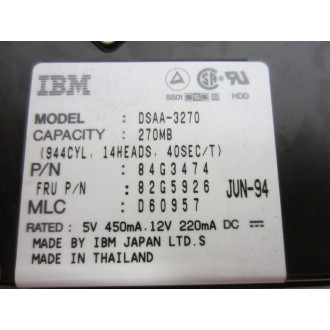 IBM
SS01 HDD
MODEL : DSAA-3270
CAPACITY : 270MB
(944CYL, 14HEADS, 40SEC/T)
P/N : 84G3474
FRU P/N : 82G5926 JUN-94
MLC : D60957
RATED : 5V 450mA, 12V 220mA DC
MADE BY IBM JAPAN LTD.S
MADE IN THAILAND